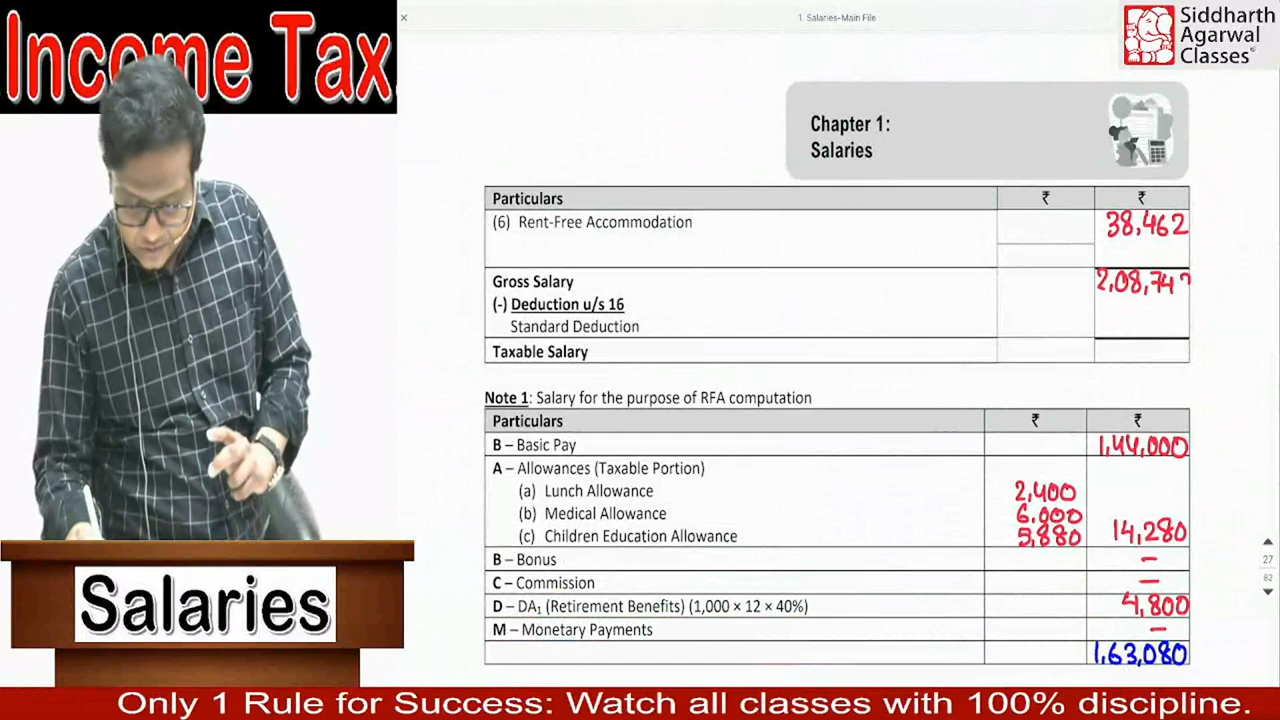 Income Tax.
1. Salaries-Main File
Siddharth
Agarwal
Classes
Chapter 1:
Salaries
Particulars ₹ ₹
(6) Rent-Free Accommodation 38,462
Gross Salary
(-) Deduction u/s 16
Standard Deduction
Taxable Salary
Note 1: Salary for the purpose of RFA computation
Particulars ₹ ₹
B – Basic Pay 1,44,000
A – Allowances (Taxable Portion)
(a) Lunch Allowance 2,400
(b) Medical Allowance 6,000
(c) Children Education Allowance 5,880 14,280
B – Bonus –
C – Commission –
D – DA1 (Retirement Benefits) (1,000 × 12 × 40%) 4,800
M – Monetary Payments –
1,63,080
27
82
Salaries
Only 1 Rule for Success: Watch all classes with 100% discipline.